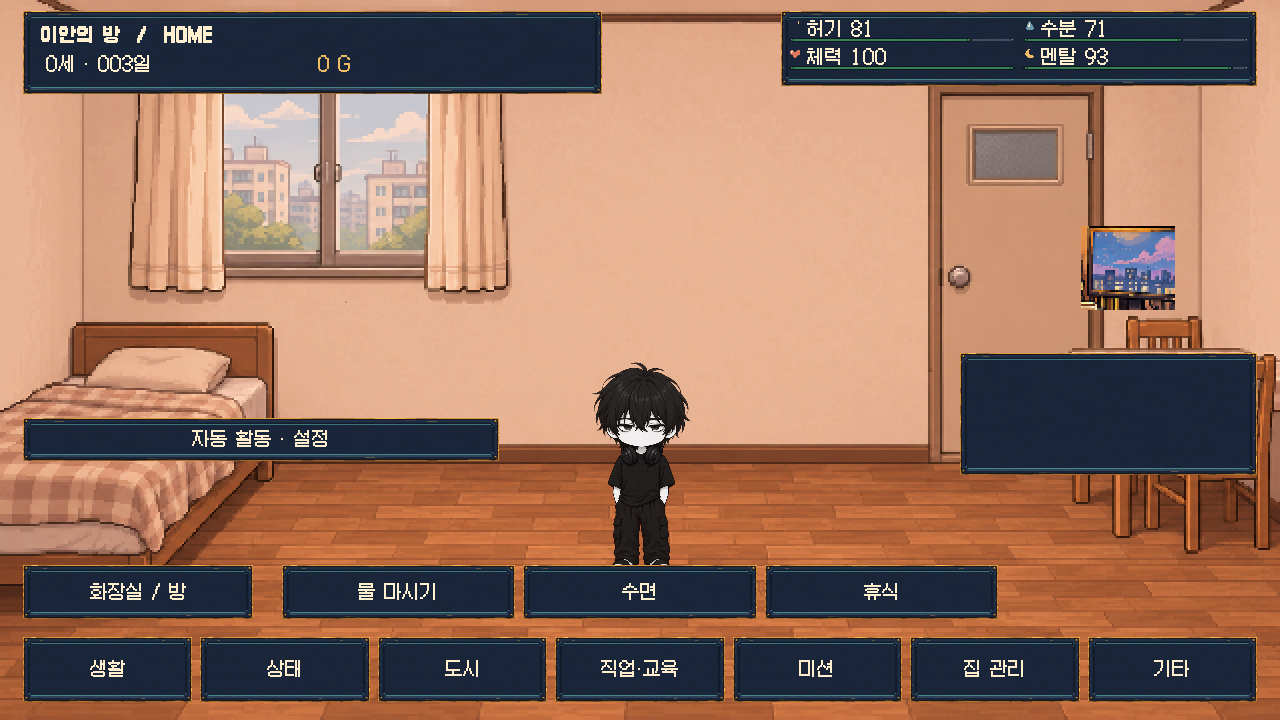 이안의 방 / HOME
0세 · 003일 0 G
허기 81 수분 71
체력 100 멘탈 93
자동 활동 · 설정
화장실 / 방 물 마시기 수면 휴식
생활 상태 도시 직업·교육 미션 집 관리 기타